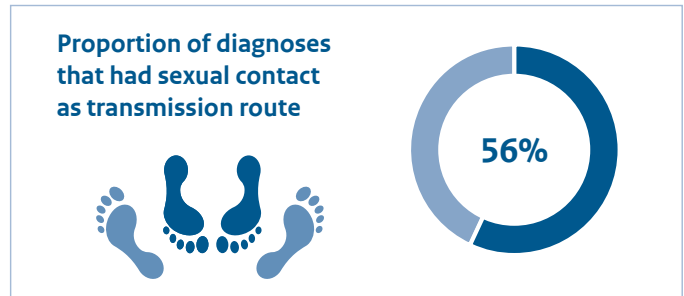 Proportion of diagnoses
that had sexual contact
as transmission route
56%